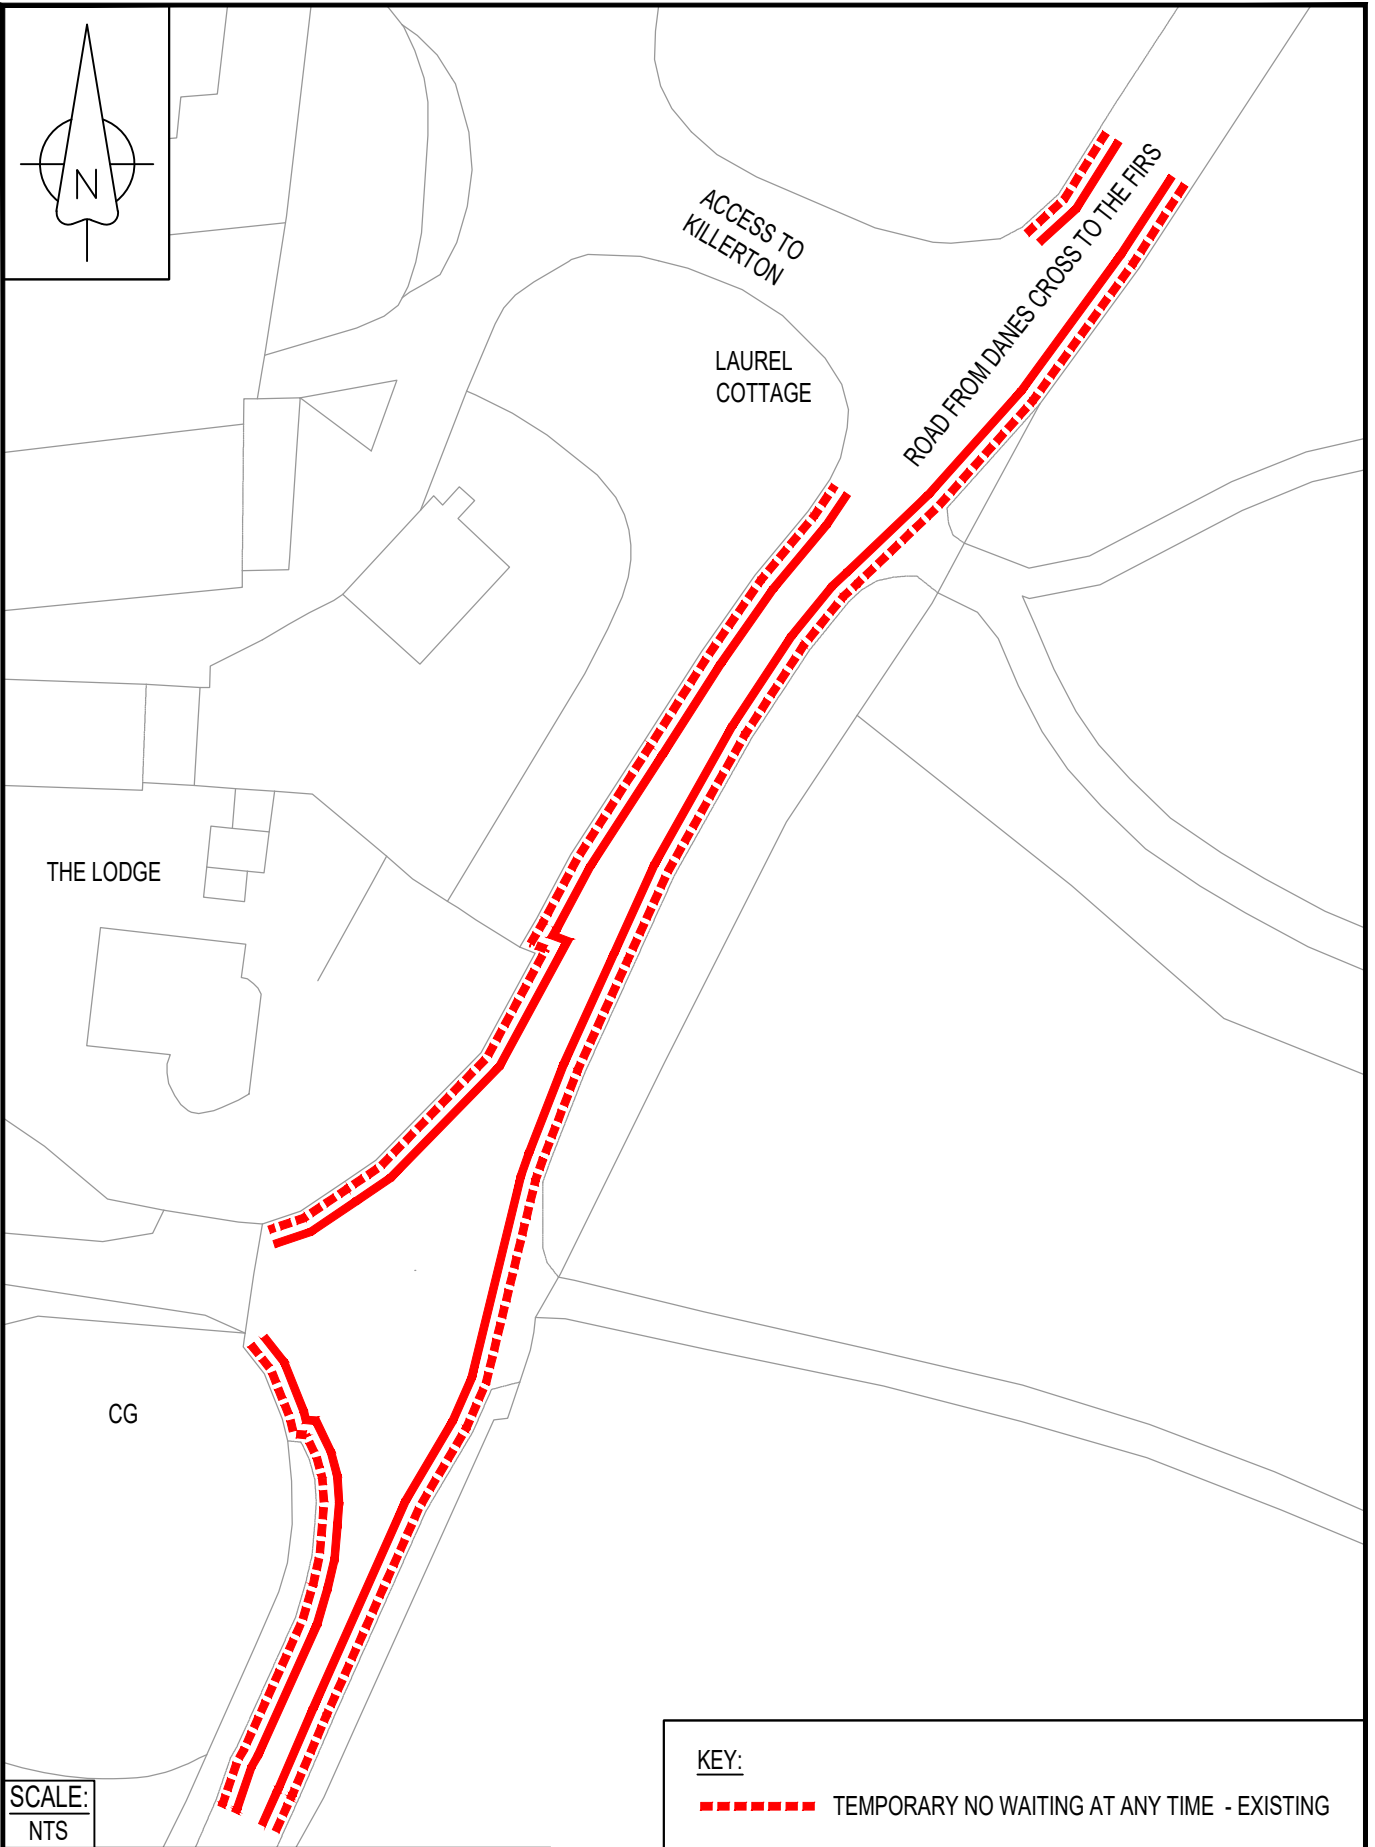 N
ACCESS TO
KILLERTON
ROAD FROM DANES CROSS TO THE FIRS
LAUREL
COTTAGE
THE LODGE
CG
SCALE:
NTS
KEY:
TEMPORARY NO WAITING AT ANY TIME - EXISTING